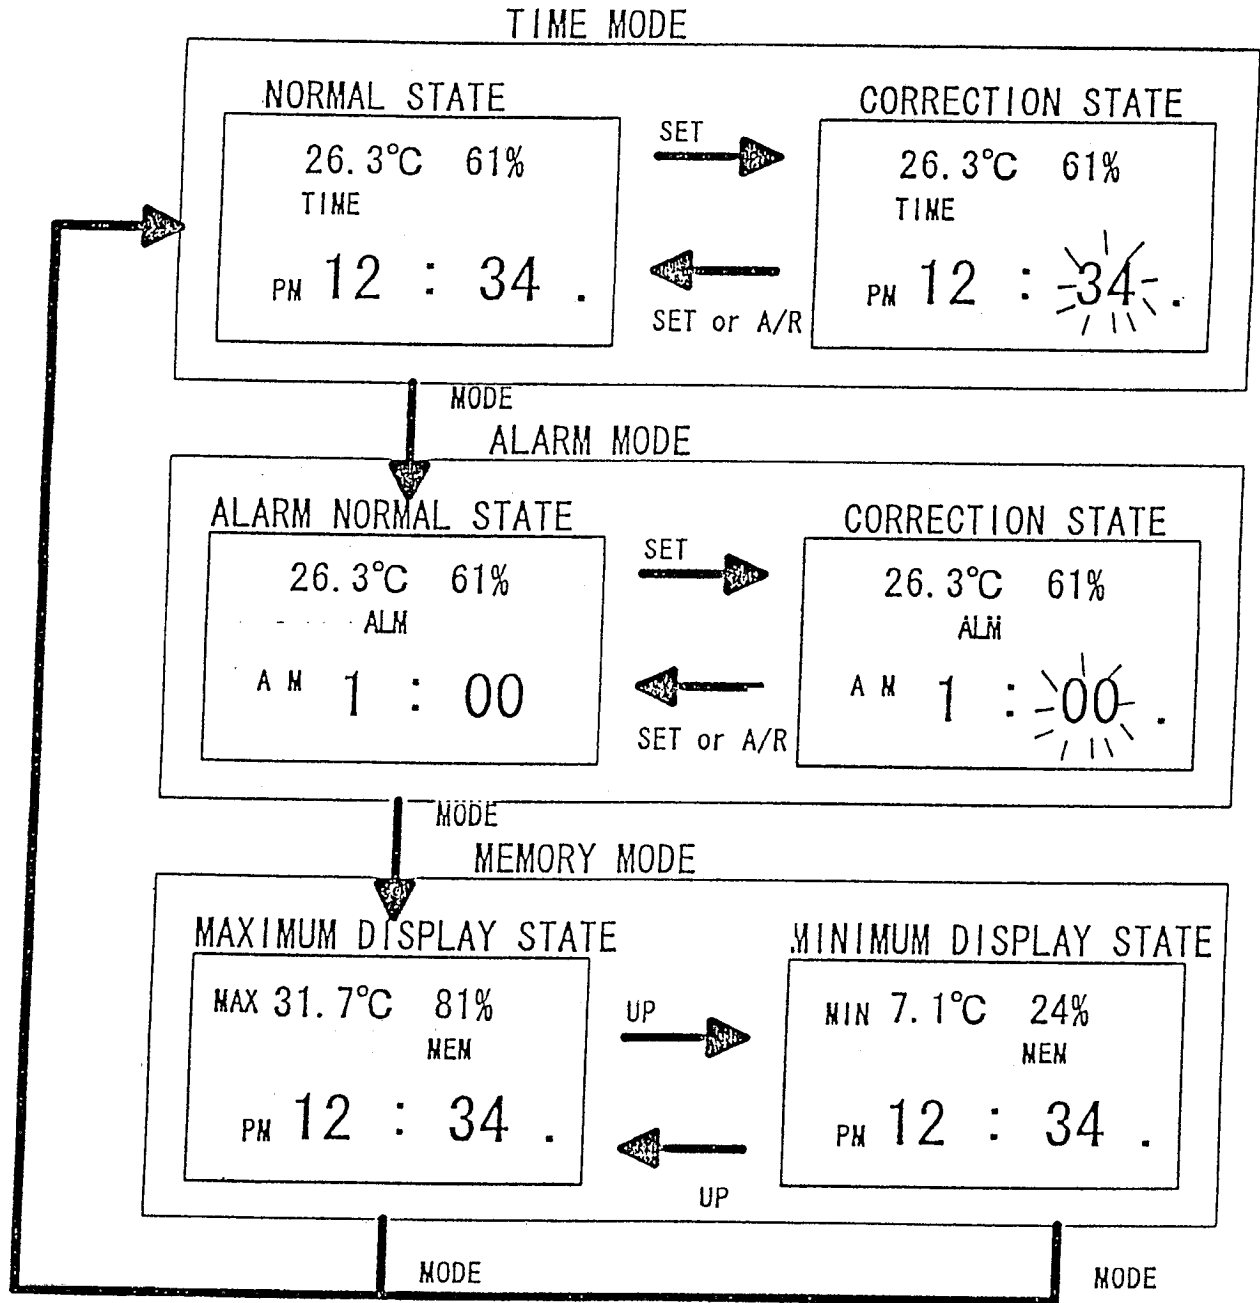 TIME MODE
NORMAL STATE
26.3°C 61%
TIME
PM 12 : 34 .
SET
SET or A/R
CORRECTION STATE
26.3°C 61%
TIME
PM 12 : 34 .
MODE
ALARM MODE
ALARM NORMAL STATE
26.3°C 61%
ALM
AM 1 : 00
SET
SET or A/R
CORRECTION STATE
26.3°C 61%
ALM
AM 1 : 00 .
MODE
MEMORY MODE
MAXIMUM DISPLAY STATE
MAX 31.7°C 81%
MEM
PM 12 : 34 .
UP
UP
MINIMUM DISPLAY STATE
MIN 7.1°C 24%
MEM
PM 12 : 34 .
MODE
MODE